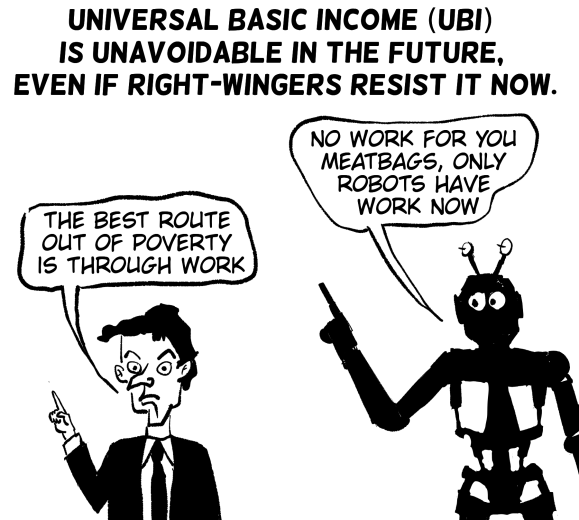 UNIVERSAL BASIC INCOME (UBI)
IS UNAVOIDABLE IN THE FUTURE,
EVEN IF RIGHT-WINGERS RESIST IT NOW.
THE BEST ROUTE
OUT OF POVERTY
IS THROUGH WORK
NO WORK FOR YOU
MEATBAGS, ONLY
ROBOTS HAVE
WORK NOW